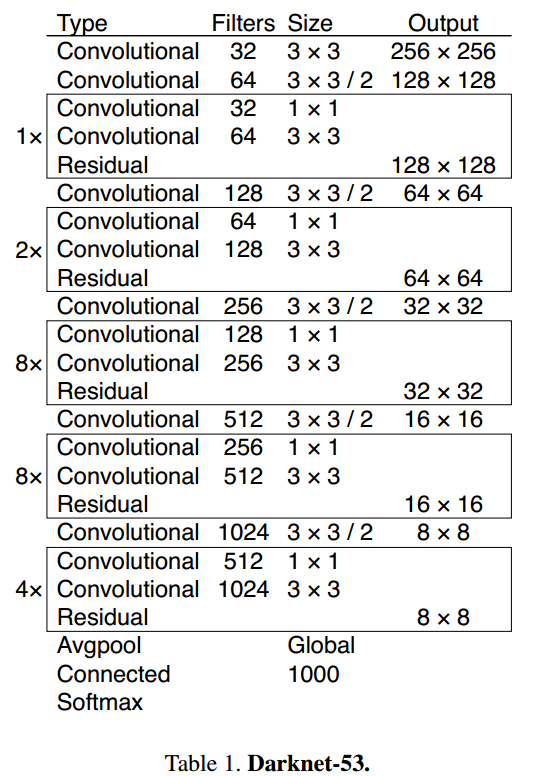 Type Filters Size Output
Convolutional 32 3 × 3 256 × 256
Convolutional 64 3 × 3 / 2 128 × 128
Convolutional 32 1 × 1
1× Convolutional 64 3 × 3
Residual 128 × 128
Convolutional 128 3 × 3 / 2 64 × 64
Convolutional 64 1 × 1
2× Convolutional 128 3 × 3
Residual 64 × 64
Convolutional 256 3 × 3 / 2 32 × 32
Convolutional 128 1 × 1
8× Convolutional 256 3 × 3
Residual 32 × 32
Convolutional 512 3 × 3 / 2 16 × 16
Convolutional 256 1 × 1
8× Convolutional 512 3 × 3
Residual 16 × 16
Convolutional 1024 3 × 3 / 2 8 × 8
Convolutional 512 1 × 1
4× Convolutional 1024 3 × 3
Residual 8 × 8
Avgpool Global
Connected 1000
Softmax
Table 1. Darknet-53.